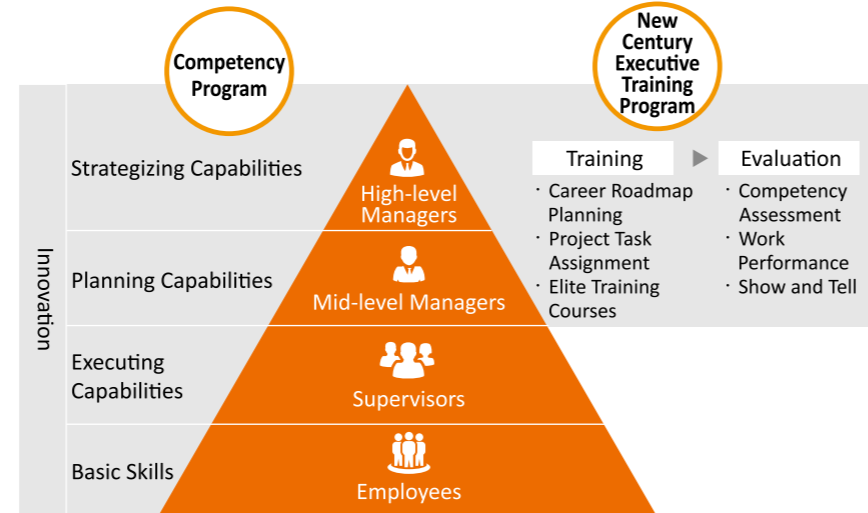 Competency
Program
New
Century
Executive
Training
Program
Innovation
Strategizing Capabilities
High-level
Managers
Planning Capabilities
Mid-level Managers
Executing
Capabilities
Supervisors
Basic Skills
Employees
Training
· Career Roadmap
Planning
· Project Task
Assignment
· Elite Training
Courses
Evaluation
· Competency
Assessment
· Work
Performance
· Show and Tell